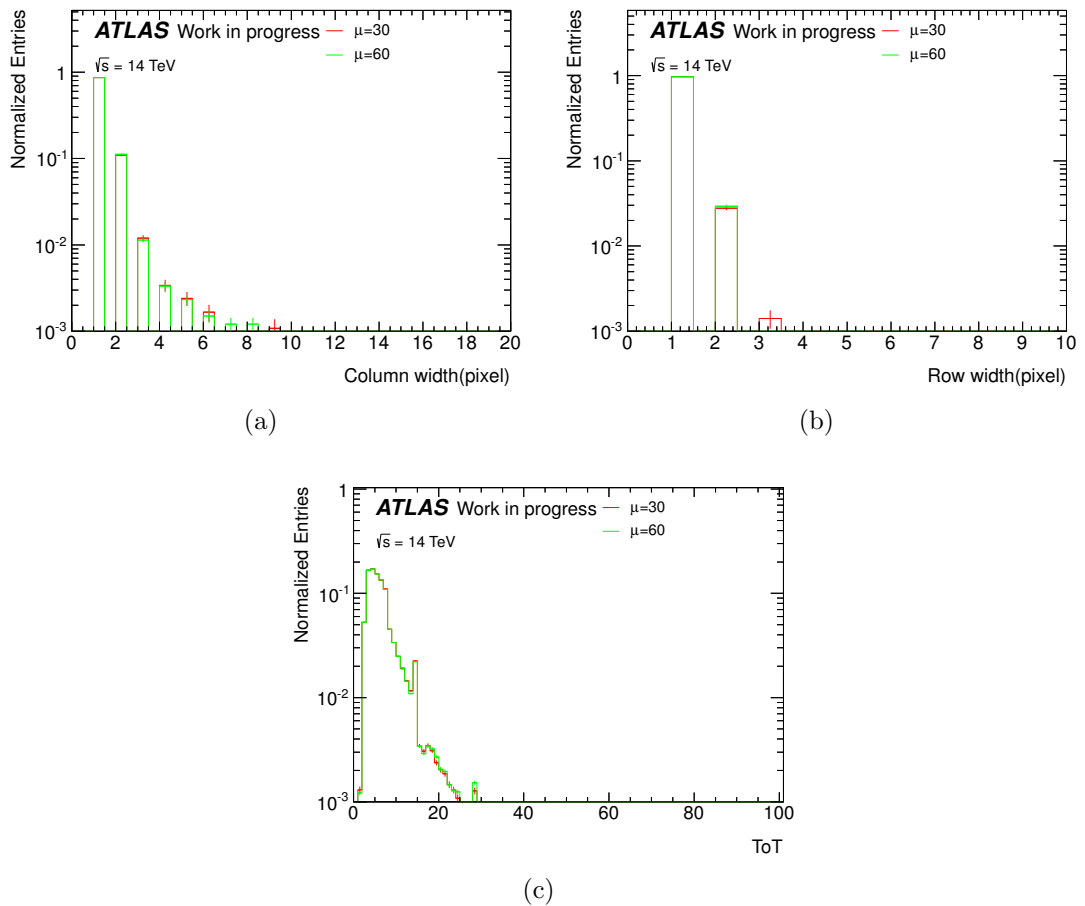 ATLAS Work in progress
√s = 14 TeV
μ=30
μ=60
Normalized Entries
1
10⁻¹
10⁻²
10⁻³
0 2 4 6 8 10 12 14 16 18 20
Column width(pixel)
(a)
ATLAS Work in progress
√s = 14 TeV
μ=30
μ=60
Normalized Entries
1
10⁻¹
10⁻²
10⁻³
0 1 2 3 4 5 6 7 8 9 10
Row width(pixel)
(b)
ATLAS Work in progress
√s = 14 TeV
μ=30
μ=60
Normalized Entries
1
10⁻¹
10⁻²
10⁻³
0 20 40 60 80 100
ToT
(c)